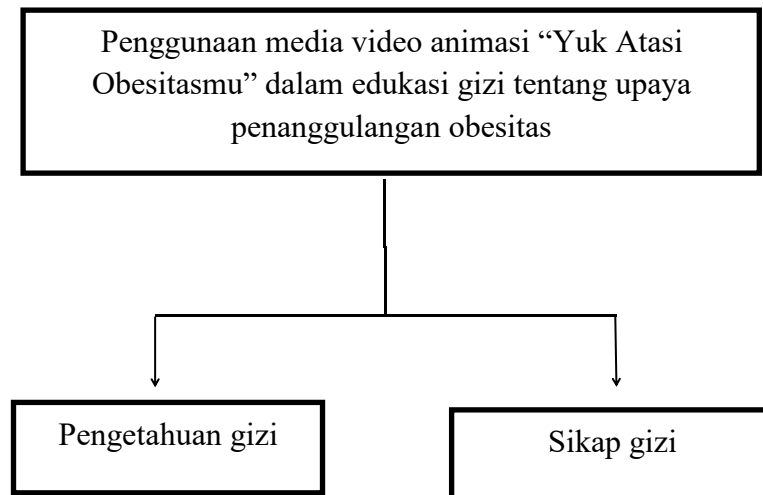 Penggunaan media video animasi “Yuk Atasi
Obesitasmu” dalam edukasi gizi tentang upaya
penanggulangan obesitas
Pengetahuan gizi
Sikap gizi